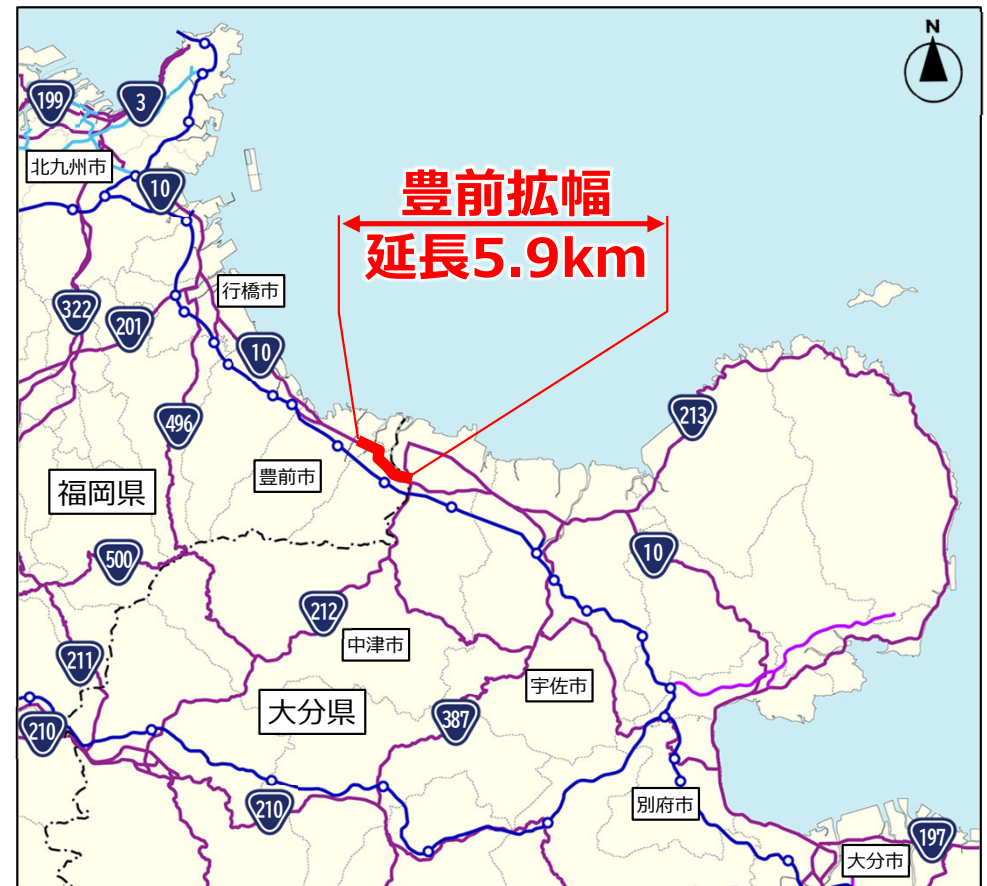 N
199
3
北九州市
10
豊前拡幅
延長5.9km
行橋市
322
201
10
213
496
豊前市
福岡県
500
10
212
中津市
211
宇佐市
大分県
387
210
210
別府市
197
大分市